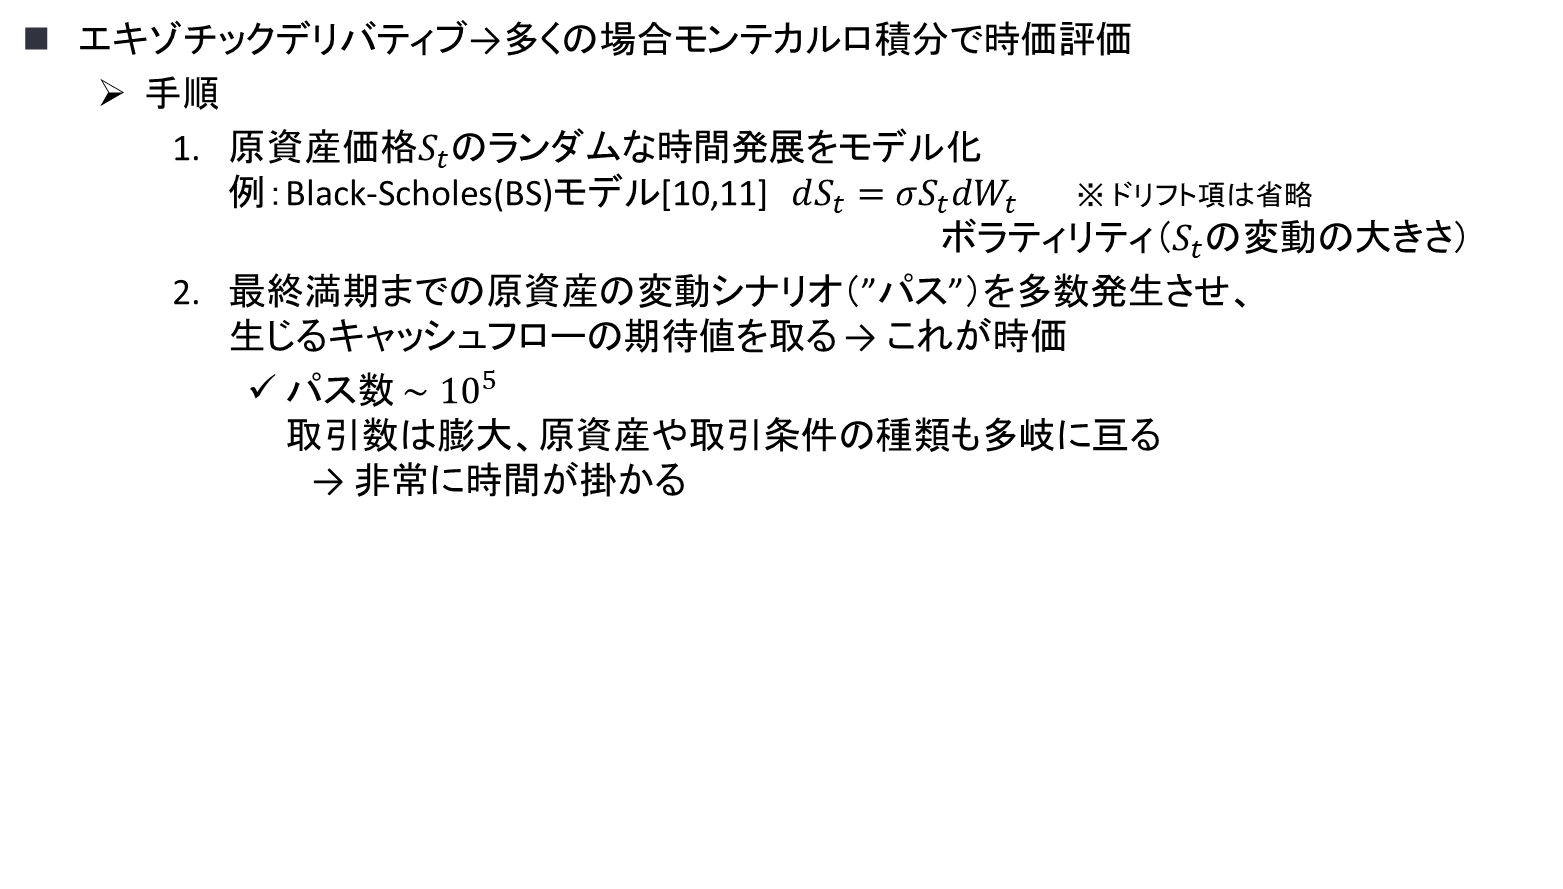 ■ エキゾチックデリバティブ→多くの場合モンテカルロ積分で時価評価
➢ 手順
1. 原資産価格$S_t$のランダムな時間発展をモデル化
例：Black-Scholes(BS)モデル[10,11] $dS_t = \sigma S_t dW_t$ ※ドリフト項は省略
ボラティリティ（$S_t$の変動の大きさ）
2. 最終満期までの原資産の変動シナリオ（”パス”）を多数発生させ、
生じるキャッシュフローの期待値を取る → これが時価
✓ パス数 ~ $10^5$
取引数は膨大、原資産や取引条件の種類も多岐に亘る
→ 非常に時間が掛かる